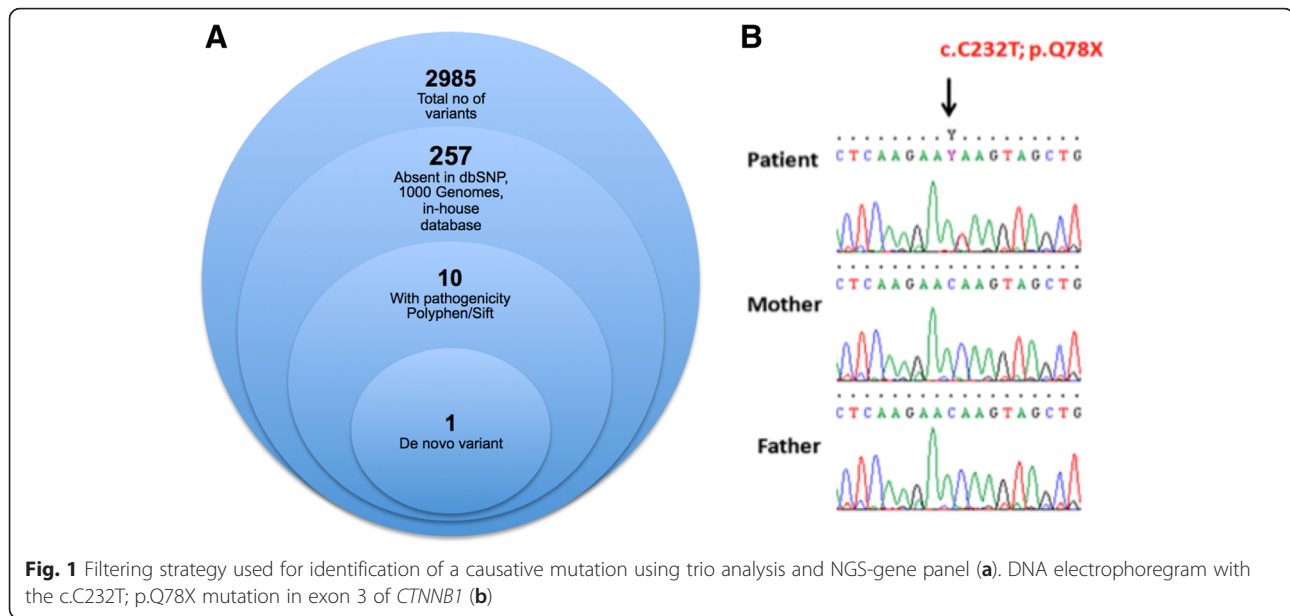 A
2985
Total no of
variants
257
Absent in dbSNP,
1000 Genomes,
in-house
database
10
With pathogenicity
Polyphen/Sift
1
De novo variant
B
c.C232T; p.Q78X
Y
Patient
C T C A A G A A Y A A G T A G C T G
Mother
C T C A A G A A C A A G T A G C T G
Father
C T C A A G A A C A A G T A G C T G
Fig. 1 Filtering strategy used for identification of a causative mutation using trio analysis and NGS-gene panel (a). DNA electrophoregram with
the c.C232T; p.Q78X mutation in exon 3 of CTNNB1 (b)